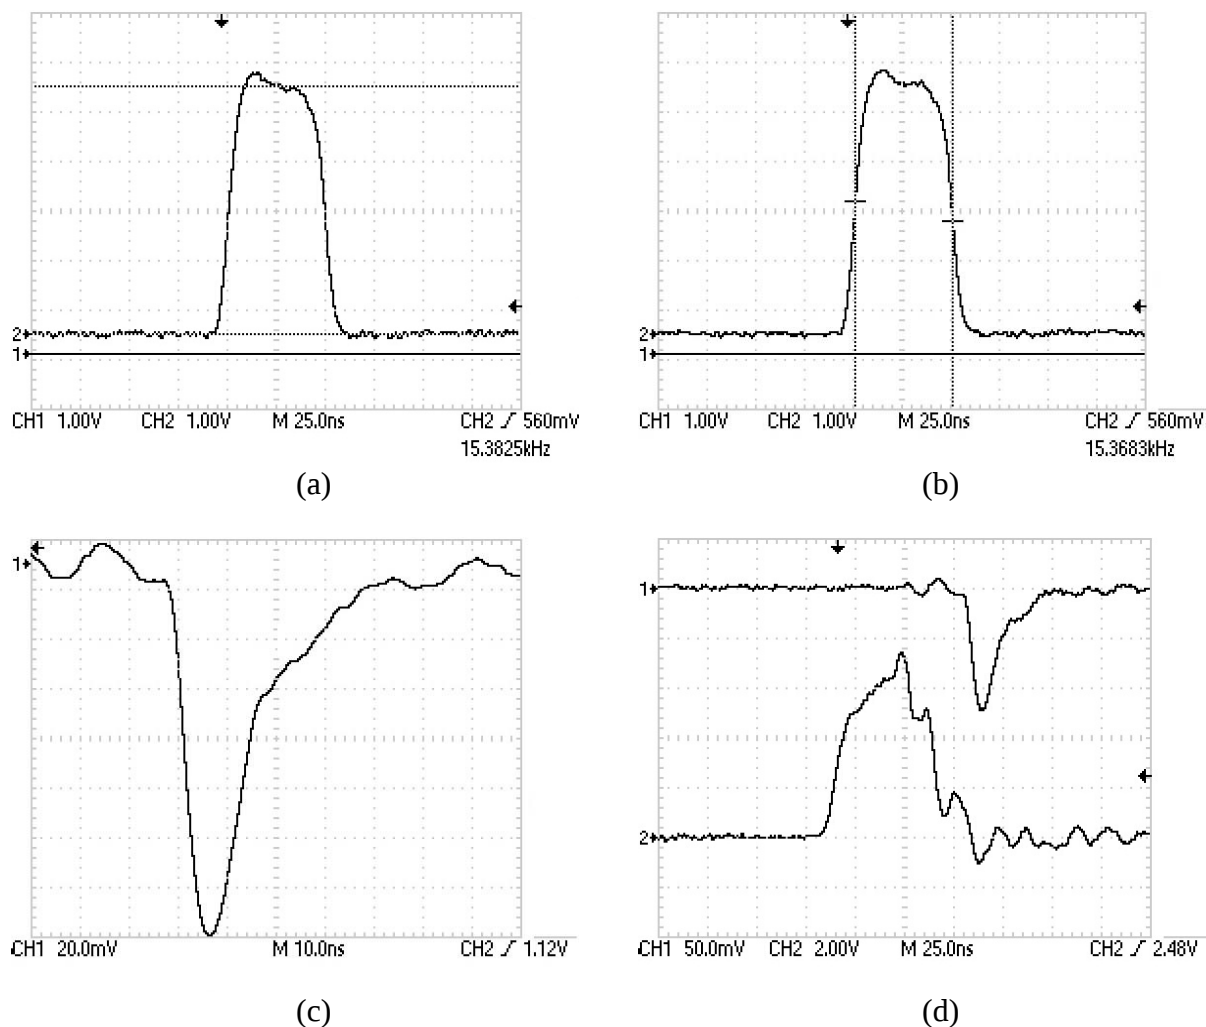 2
1
CH1 1.00V CH2 1.00V M 25.0ns CH2 ∫ 560mV
15.3825kHz
(a)
2
1
CH1 1.00V CH2 1.00V M 25.0ns CH2 ∫ 560mV
15.3683kHz
(b)
1
CH1 20.0mV M 10.0ns CH2 ∫ 1.12V
(c)
1
2
CH1 50.0mV CH2 2.00V M 25.0ns CH2 ∫ 2.48V
(d)